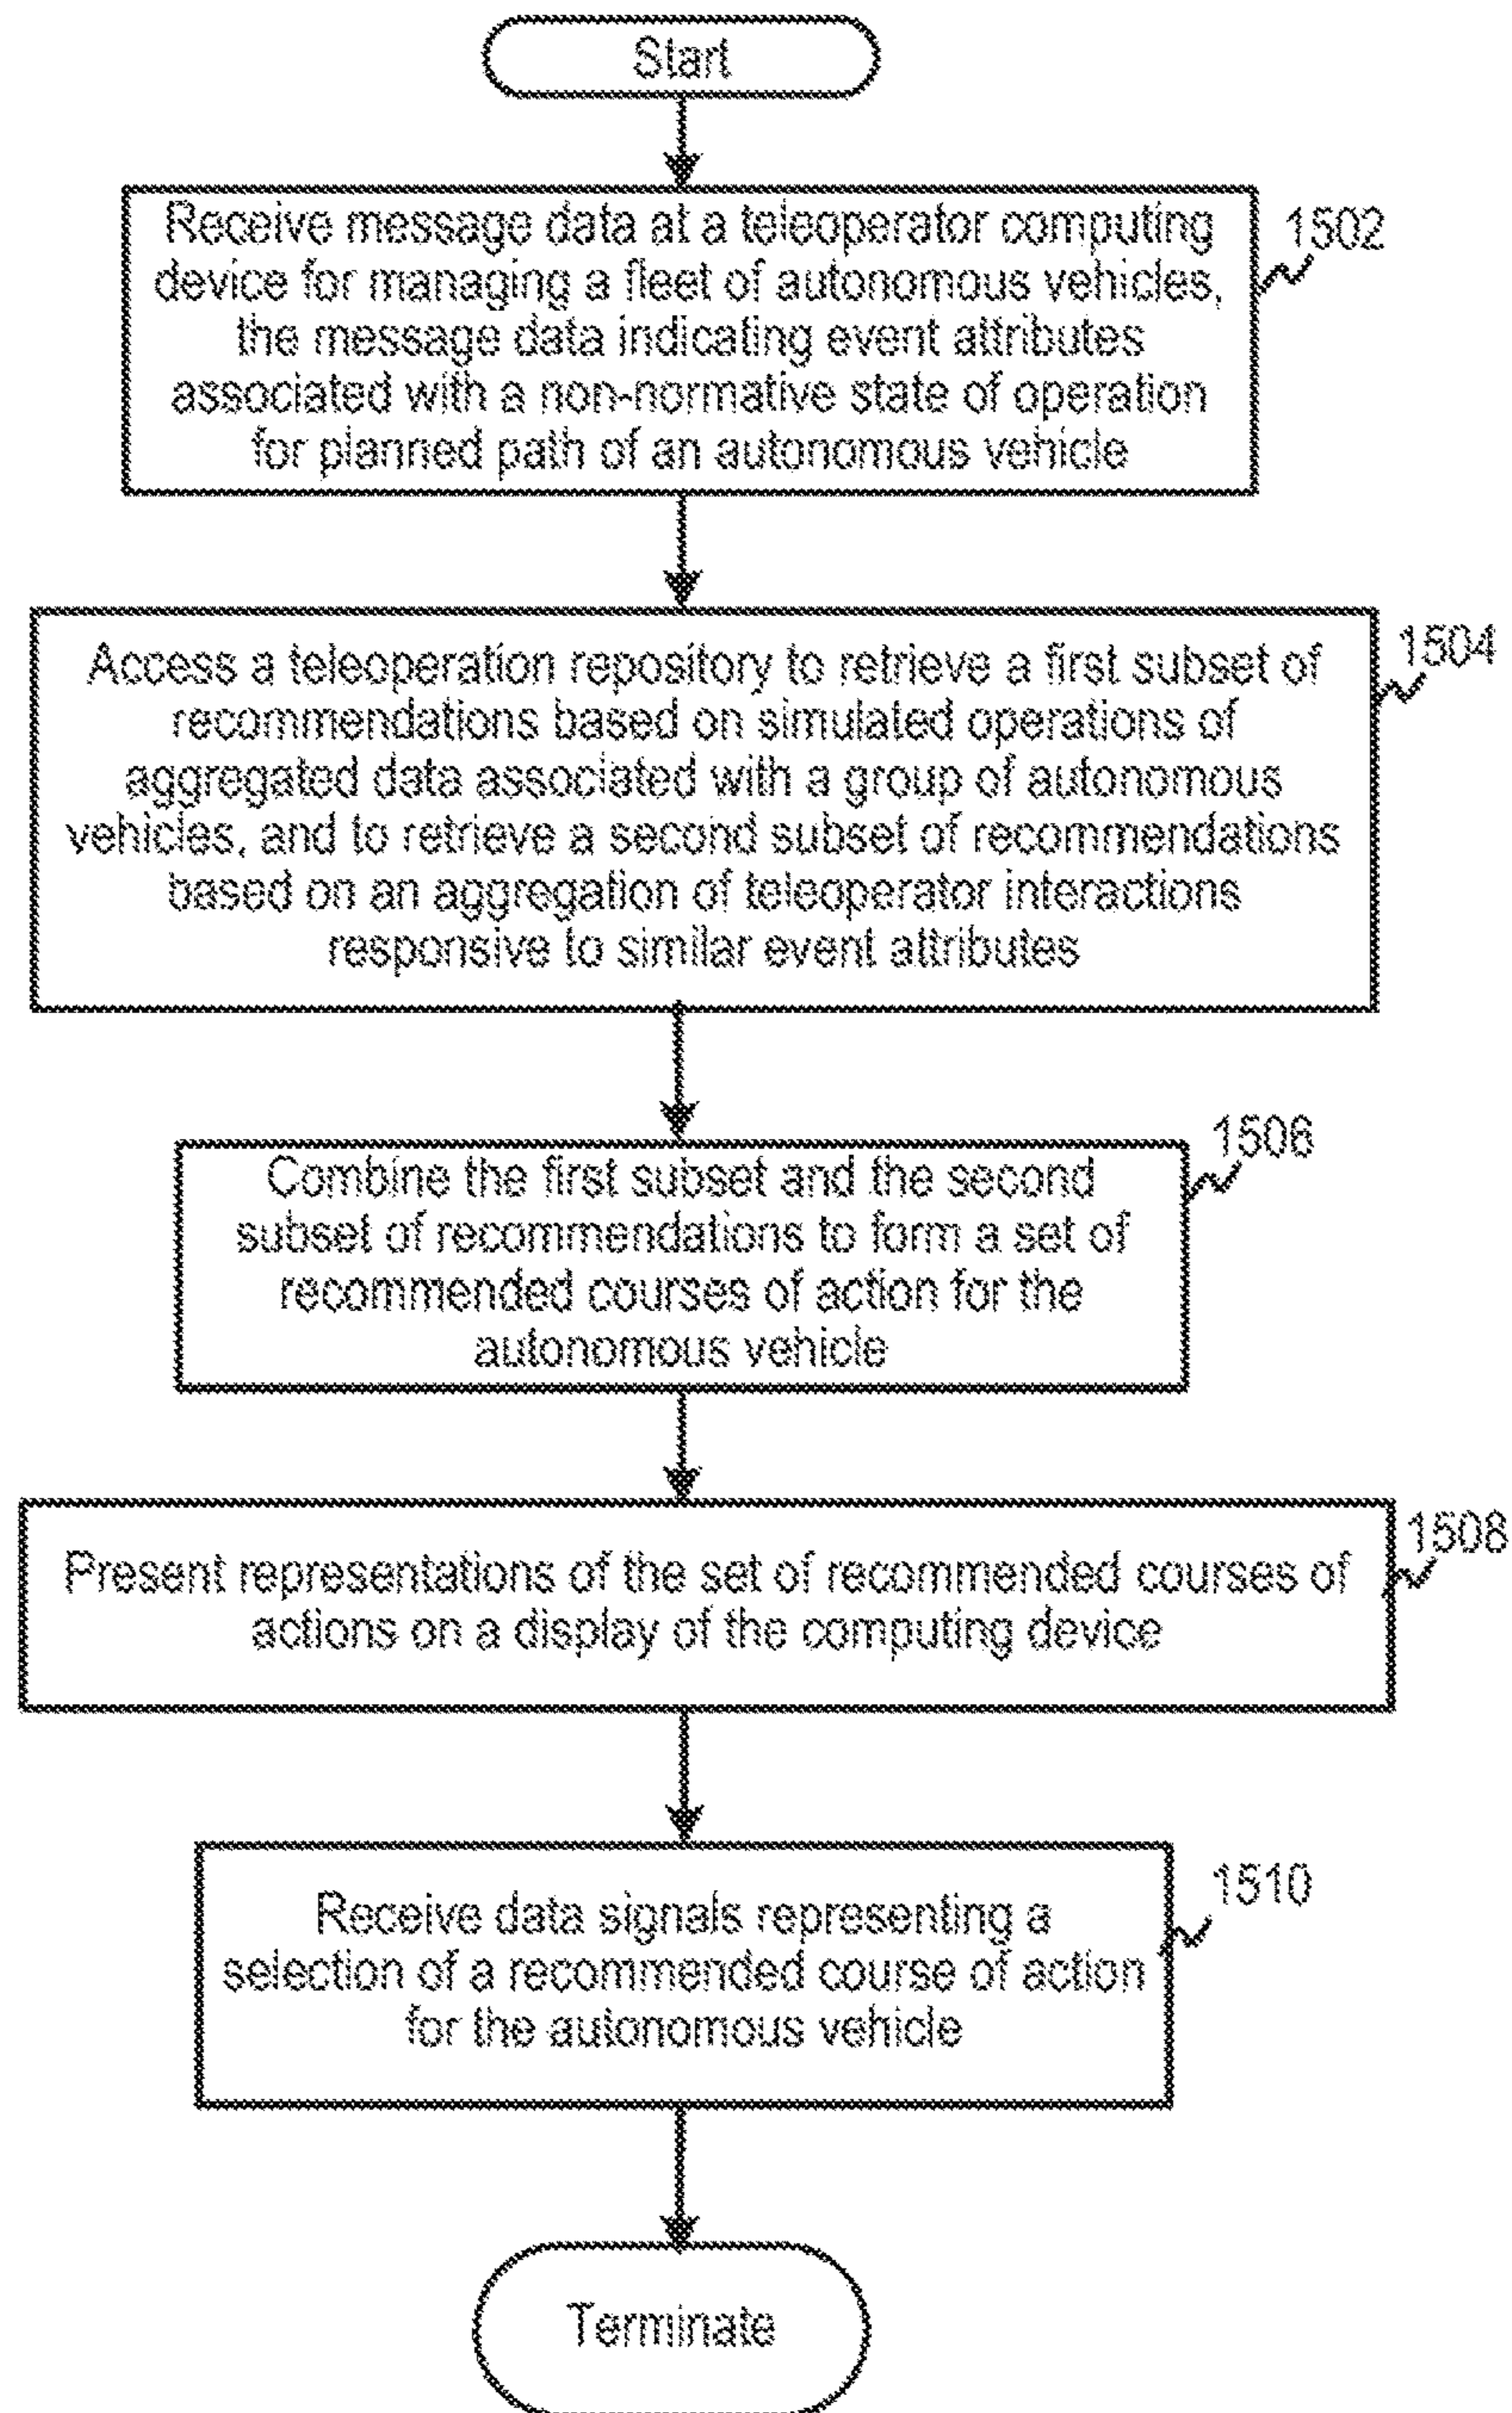 Start
Receive message data at a teleoperator computing
device for managing a fleet of autonomous vehicles,
the message data indicating event attributes
associated with a non-normative state of operation
for planned path of an autonomous vehicle
1502
Access a teleoperation repository to retrieve a first subset of
recommendations based on simulated operations of
aggregated data associated with a group of autonomous
vehicles, and to retrieve a second subset of recommendations
based on an aggregation of teleoperator interactions
responsive to similar event attributes
1504
Combine the first subset and the second
subset of recommendations to form a set of
recommended courses of action for the
autonomous vehicle
1506
Present representations of the set of recommended courses of
actions on a display of the computing device
1508
Receive data signals representing a
selection of a recommended course of action
for the autonomous vehicle
1510
Terminate